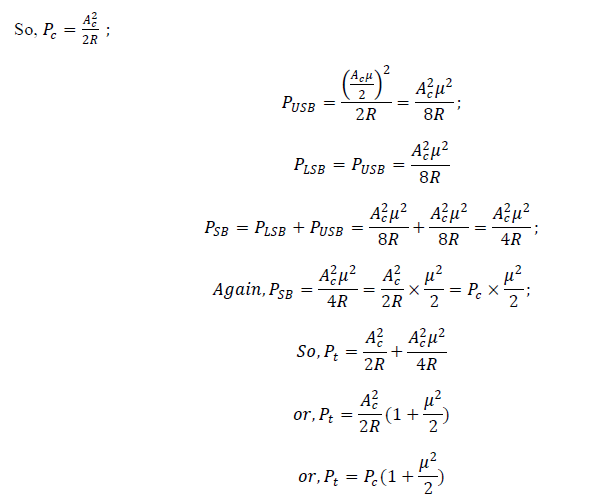 So, P_c = A_c^2/2R ;
P_USB = (A_cμ/2)^2/2R = A_c^2μ^2/8R ;
P_LSB = P_USB = A_c^2μ^2/8R
P_SB = P_LSB + P_USB = A_c^2μ^2/8R + A_c^2μ^2/8R = A_c^2μ^2/4R ;
Again, P_SB = A_c^2μ^2/4R = A_c^2/2R × μ^2/2 = P_c × μ^2/2 ;
So, P_t = A_c^2/2R + A_c^2μ^2/4R
or, P_t = A_c^2/2R (1 + μ^2/2)
or, P_t = P_c(1 + μ^2/2)